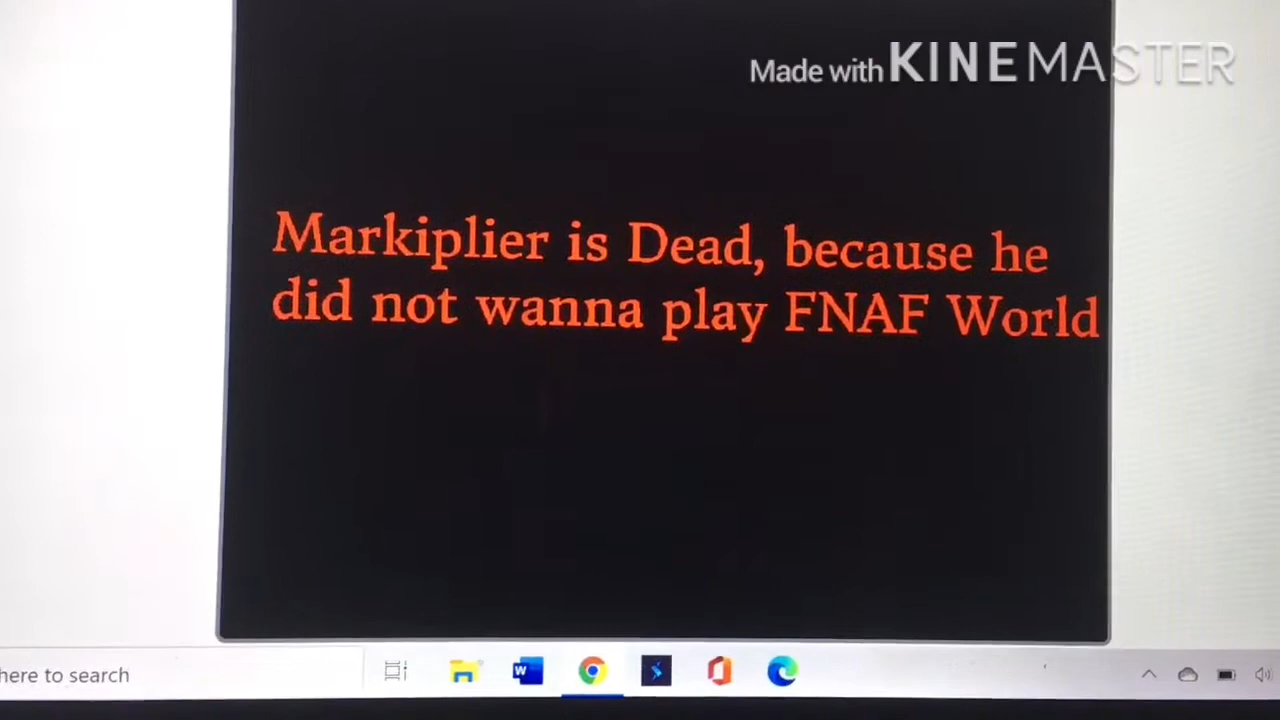 Made with KINEMASTER
Markiplier is Dead, because he
did not wanna play FNAF World
here to search